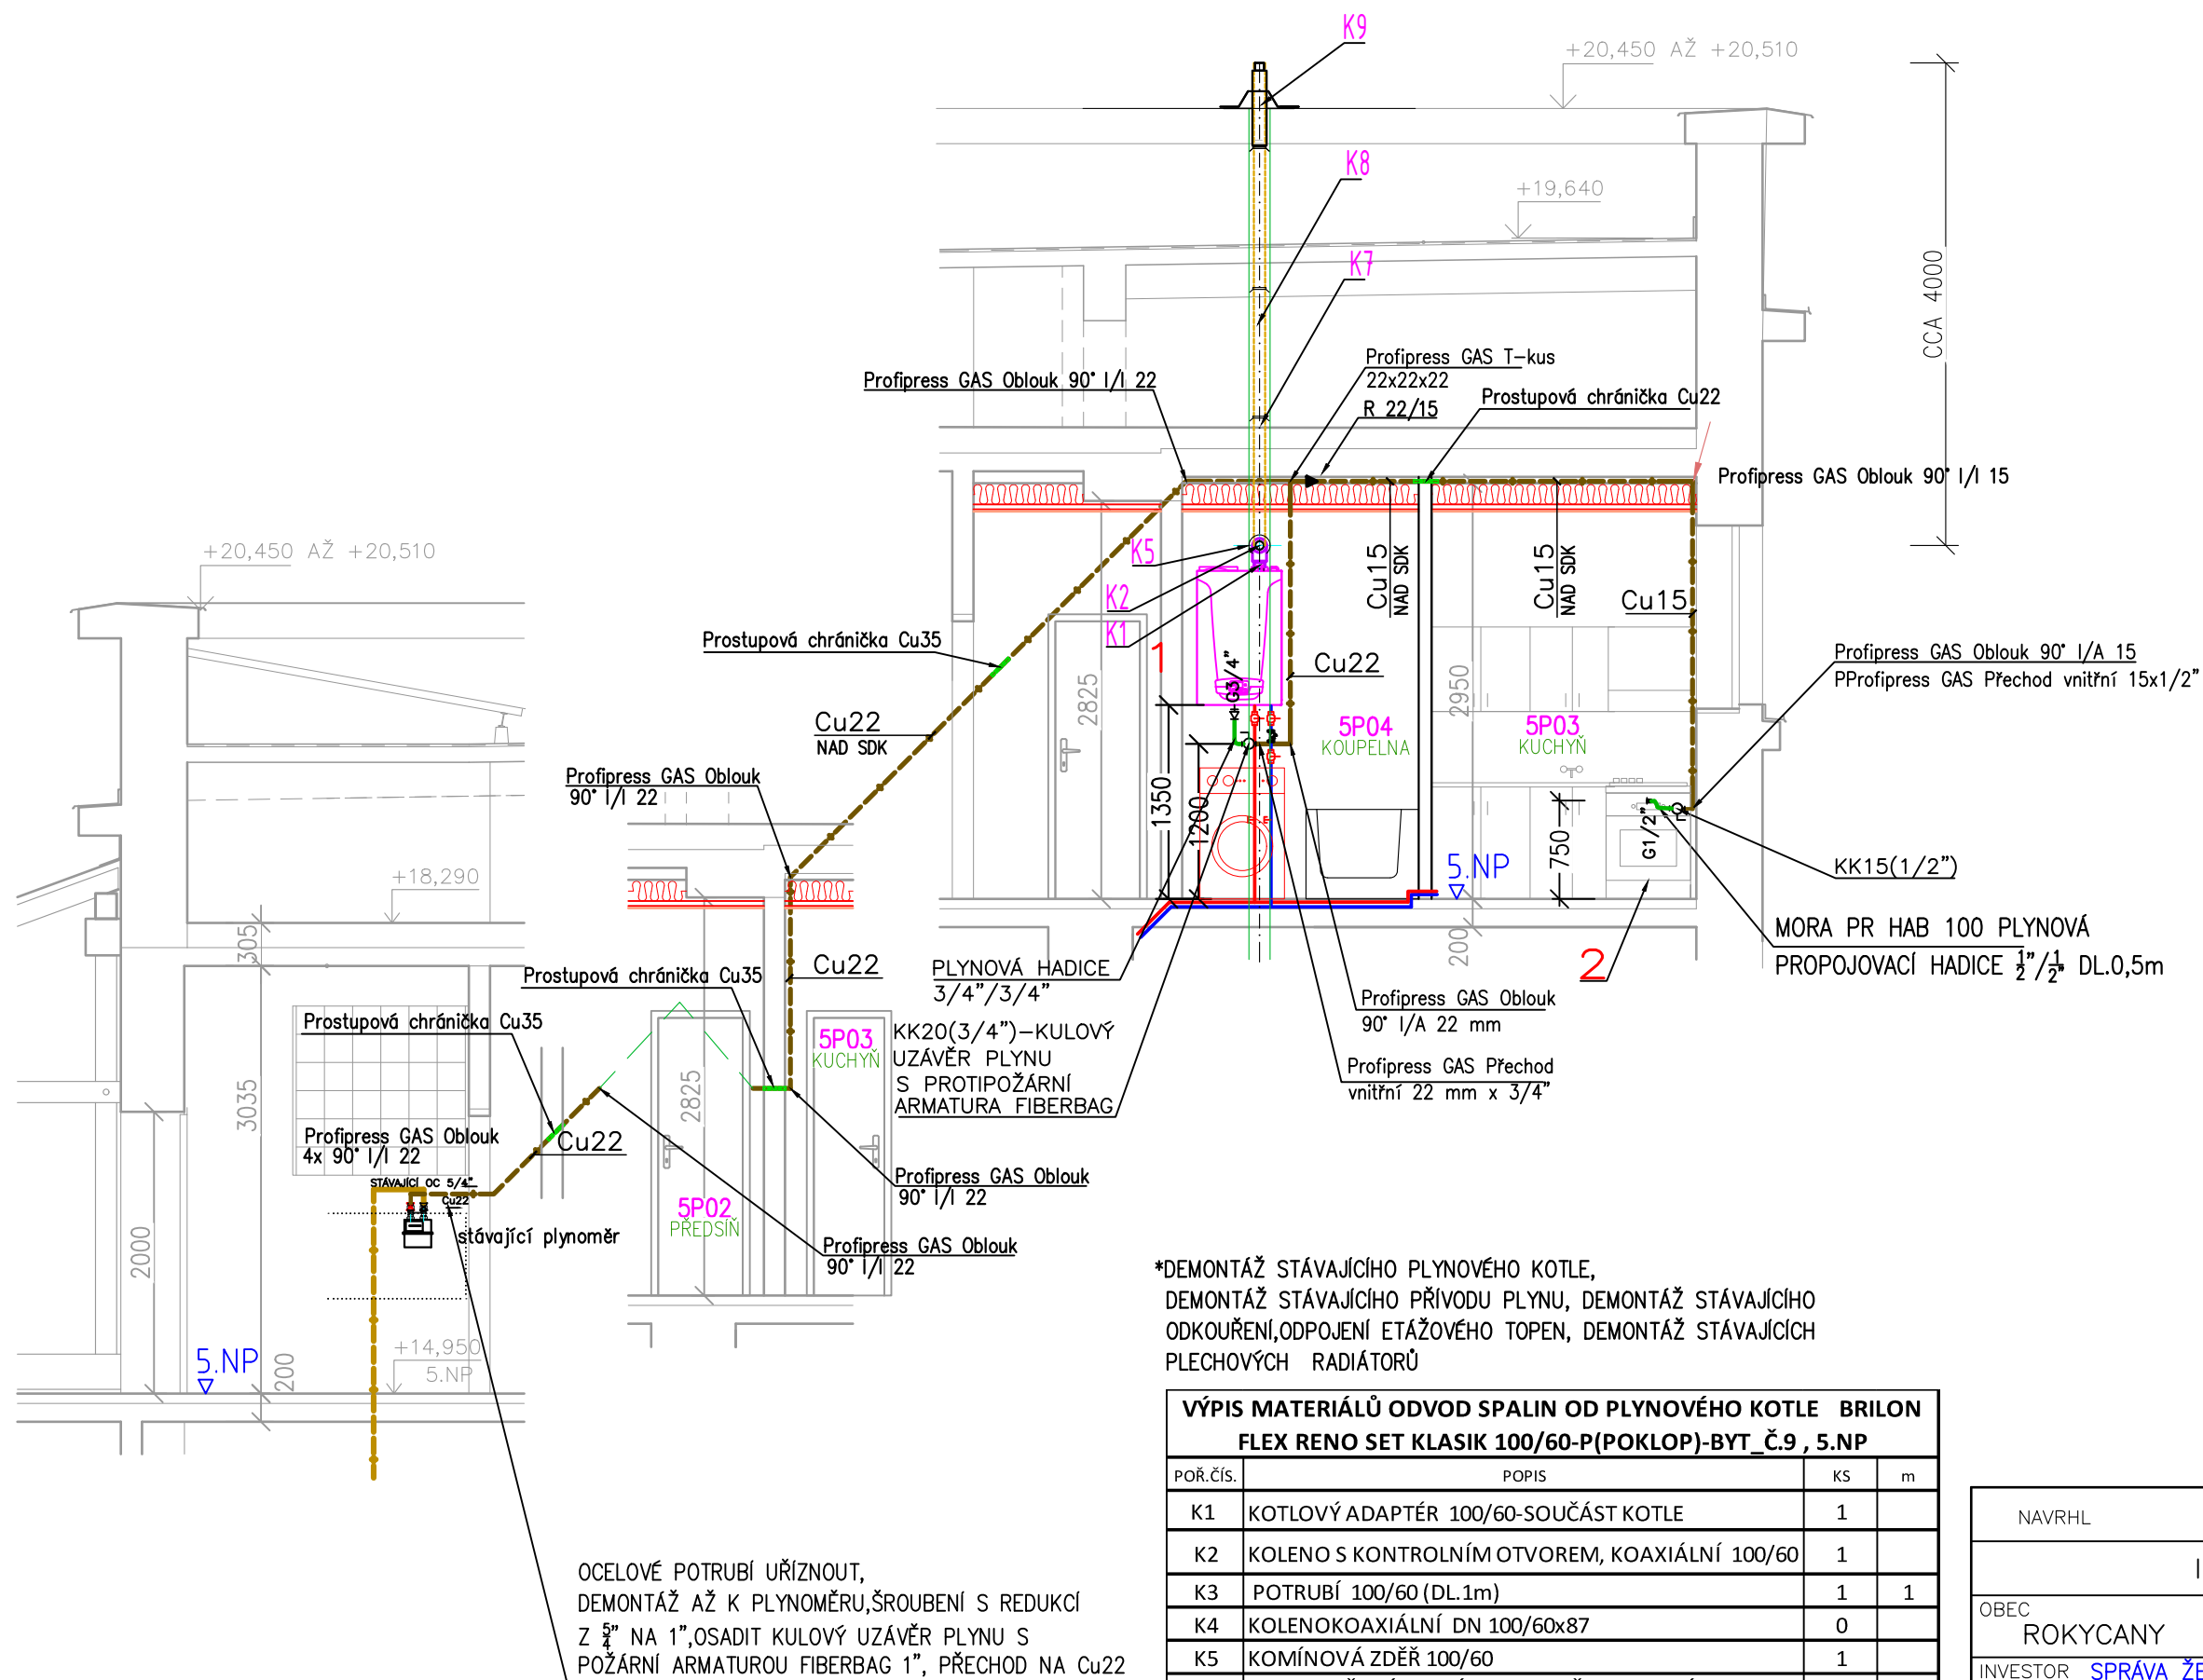 K9
+20,450 AŽ +20,510
K8
+19,640
K7
CCA 4000
Profipress GAS T-kus
22x22x22
R 22/15
Profipress GAS Oblouk 90° I/I 22
Prostupová chránička Cu22
Profipress GAS Oblouk 90° I/I 15
K5
K2
K1
1
Cu15
NAD SDK
Cu15
NAD SDK
Cu15
+20,450 AŽ +20,510
Prostupová chránička Cu35
Cu22
NAD SDK
2825
G3/4"
Cu22
2950
5P04
KOUPELNA
5P03
KUCHYŇ
Profipress GAS Oblouk 90° I/A 15
PProfipress GAS Přechod vnitřní 15x1/2"
Profipress GAS Oblouk
90° I/I 22
1350
1200
5.NP
750
G1/2"
KK15(1/2")
+18,290
305
200
2
MORA PR HAB 100 PLYNOVÁ
PROPOJOVACÍ HADICE ½"/½" DL.0,5m
Prostupová chránička Cu35
Cu22
PLYNOVÁ HADICE
3/4"/3/4"
Profipress GAS Oblouk
90° I/A 22 mm
Prostupová chránička Cu35
5P03
KUCHYŇ
KK20(3/4")-KULOVÝ
UZÁVĚR PLYNU
S PROTIPOŽÁRNÍ
ARMATURA FIBERBAG
Profipress GAS Přechod
vnitřní 22 mm x 3/4"
3035
2825
Profipress GAS Oblouk
4x 90° I/I 22
Cu22
STÁVAJÍCÍ OC 5/4"
Cu22
stávající plynoměr
5P02
PŘEDSÍŇ
Profipress GAS Oblouk
90° I/I 22
Profipress GAS Oblouk
90° I/I 22
2000
5.NP
200
+14,950
5.NP
*DEMONTÁŽ STÁVAJÍCÍHO PLYNOVÉHO KOTLE,
DEMONTÁŽ STÁVAJÍCÍHO PŘÍVODU PLYNU, DEMONTÁŽ STÁVAJÍCÍHO
ODKOUŘENÍ,ODPOJENÍ ETÁŽOVÉHO TOPEN, DEMONTÁŽ STÁVAJÍCÍCH
PLECHOVÝCH RADIÁTORŮ
VÝPIS MATERIÁLŮ ODVOD SPALIN OD PLYNOVÉHO KOTLE BRILON
FLEX RENO SET KLASIK 100/60-P(POKLOP)-BYT_Č.9 , 5.NP
POŘ.ČÍS. POPIS KS m
K1 KOTLOVÝ ADAPTÉR 100/60-SOUČÁST KOTLE 1
K2 KOLENO S KONTROLNÍM OTVOREM, KOAXIÁLNÍ 100/60 1
K3 POTRUBÍ 100/60 (DL.1m) 1 1
K4 KOLENOKOAXIÁLNÍ DN 100/60x87 0
K5 KOMÍNOVÁ ZDĚŘ 100/60 1
OCELOVÉ POTRUBÍ UŘÍZNOUT,
DEMONTÁŽ AŽ K PLYNOMĚRU,ŠROUBENÍ S REDUKCÍ
Z 5/4" NA 1",OSADIT KULOVÝ UZÁVĚR PLYNU S
POŽÁRNÍ ARMATUROU FIBERBAG 1", PŘECHOD NA Cu22
NAVRHL
OBEC
ROKYCANY
INVESTOR SPRÁVA ŽE